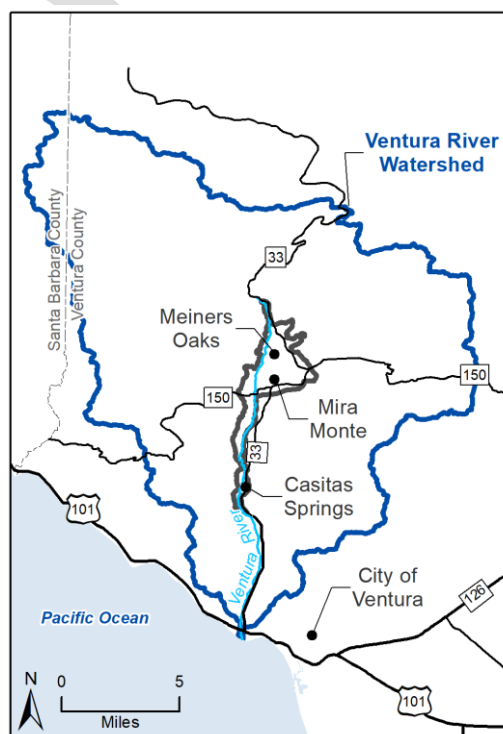 Ventura River
Watershed
Santa Barbara County
Ventura County
33
Meiners
Oaks
150
150
Mira
Monte
33
Casitas
Springs
101
Ventura River
City of
Ventura
Pacific Ocean
126
N
0 5
Miles
101